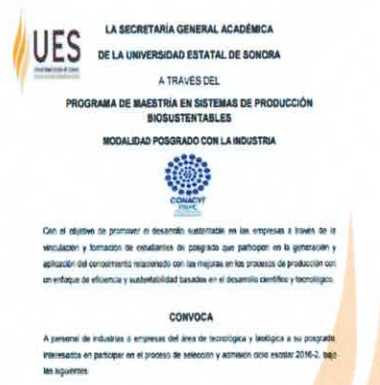 UES
LA SECRETARÍA GENERAL ACADÉMICA
DE LA UNIVERSIDAD ESTATAL DE SONORA
A TRAVÉS DEL
PROGRAMA DE MAESTRÍA EN SISTEMAS DE PRODUCCIÓN
BIOSUSTENTABLES
MODALIDAD POSGRADO CON LA INDUSTRIA
CONACYT
Con el objetivo de promover el desarrollo sustentable en las empresas a través de la
vinculación y formación de estudiantes de posgrado que participen en la generación y
aplicación del conocimiento relacionado con las mejoras en los procesos de producción con
un enfoque de eficiencia y sustentabilidad basados en el desarrollo científico y tecnológico.
CONVOCA
A personal de industrias o empresas del área de tecnológica y biológica a su posgrado,
interesados en participar en el proceso de selección y admisión ciclo escolar 2016-2, bajo
las siguientes: